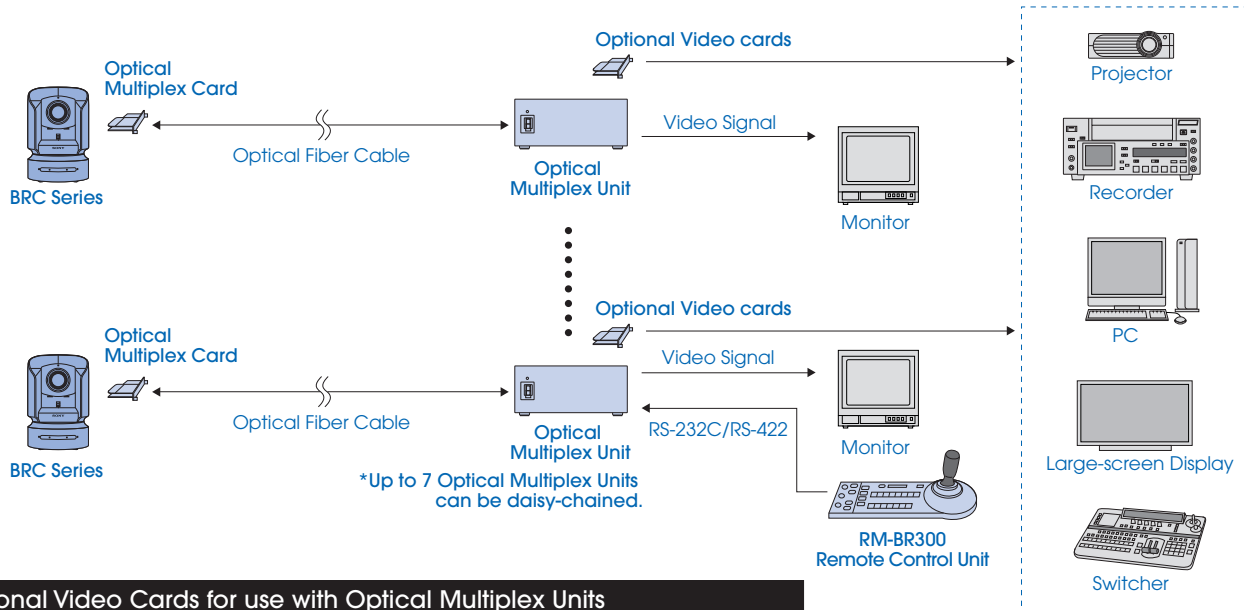 Optional Video cards
Optical
Multiplex Card
Projector
Video Signal
Optical Fiber Cable
Optical
Multiplex Unit
BRC Series
Recorder
Monitor
Optional Video cards
Optical
Multiplex Card
PC
Video Signal
Optical Fiber Cable
RS-232C/RS-422
Optical
Multiplex Unit
Monitor
BRC Series
Large-screen Display
*Up to 7 Optical Multiplex Units
can be daisy-chained.
RM-BR300
Remote Control Unit
Switcher
onal Video Cards for use with Optical Multiplex Units